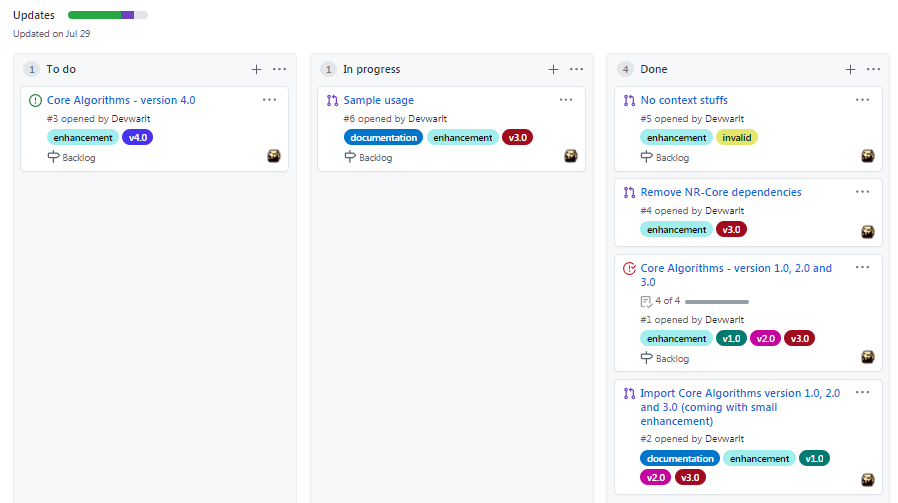 Updates
Updated on Jul 29
1 To do
Core Algorithms - version 4.0
#3 opened by Devwarlt
enhancement v4.0
Backlog
1 In progress
Sample usage
#6 opened by Devwarlt
documentation enhancement v3.0
Backlog
4 Done
No context stuffs
#5 opened by Devwarlt
enhancement invalid
Backlog
Remove NR-Core dependencies
#4 opened by Devwarlt
enhancement v3.0
Core Algorithms - version 1.0, 2.0 and
3.0
4 of 4
#1 opened by Devwarlt
enhancement v1.0 v2.0 v3.0
Backlog
Import Core Algorithms version 1.0, 2.0
and 3.0 (coming with small
enhancement)
#2 opened by Devwarlt
documentation enhancement v1.0
v2.0 v3.0